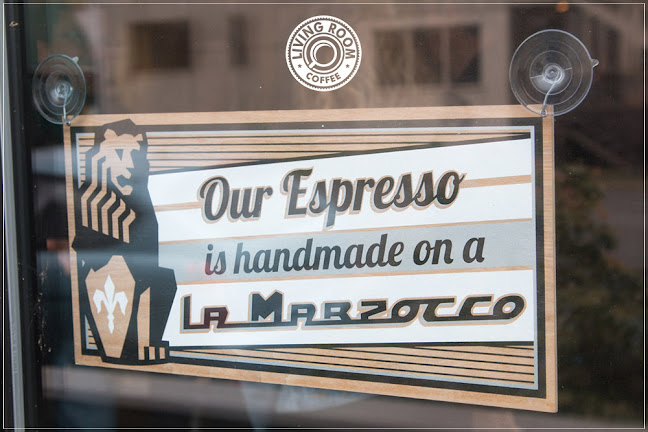 LIVING ROOM
COFFEE
Our Espresso
is handmade on a
La Marzocco